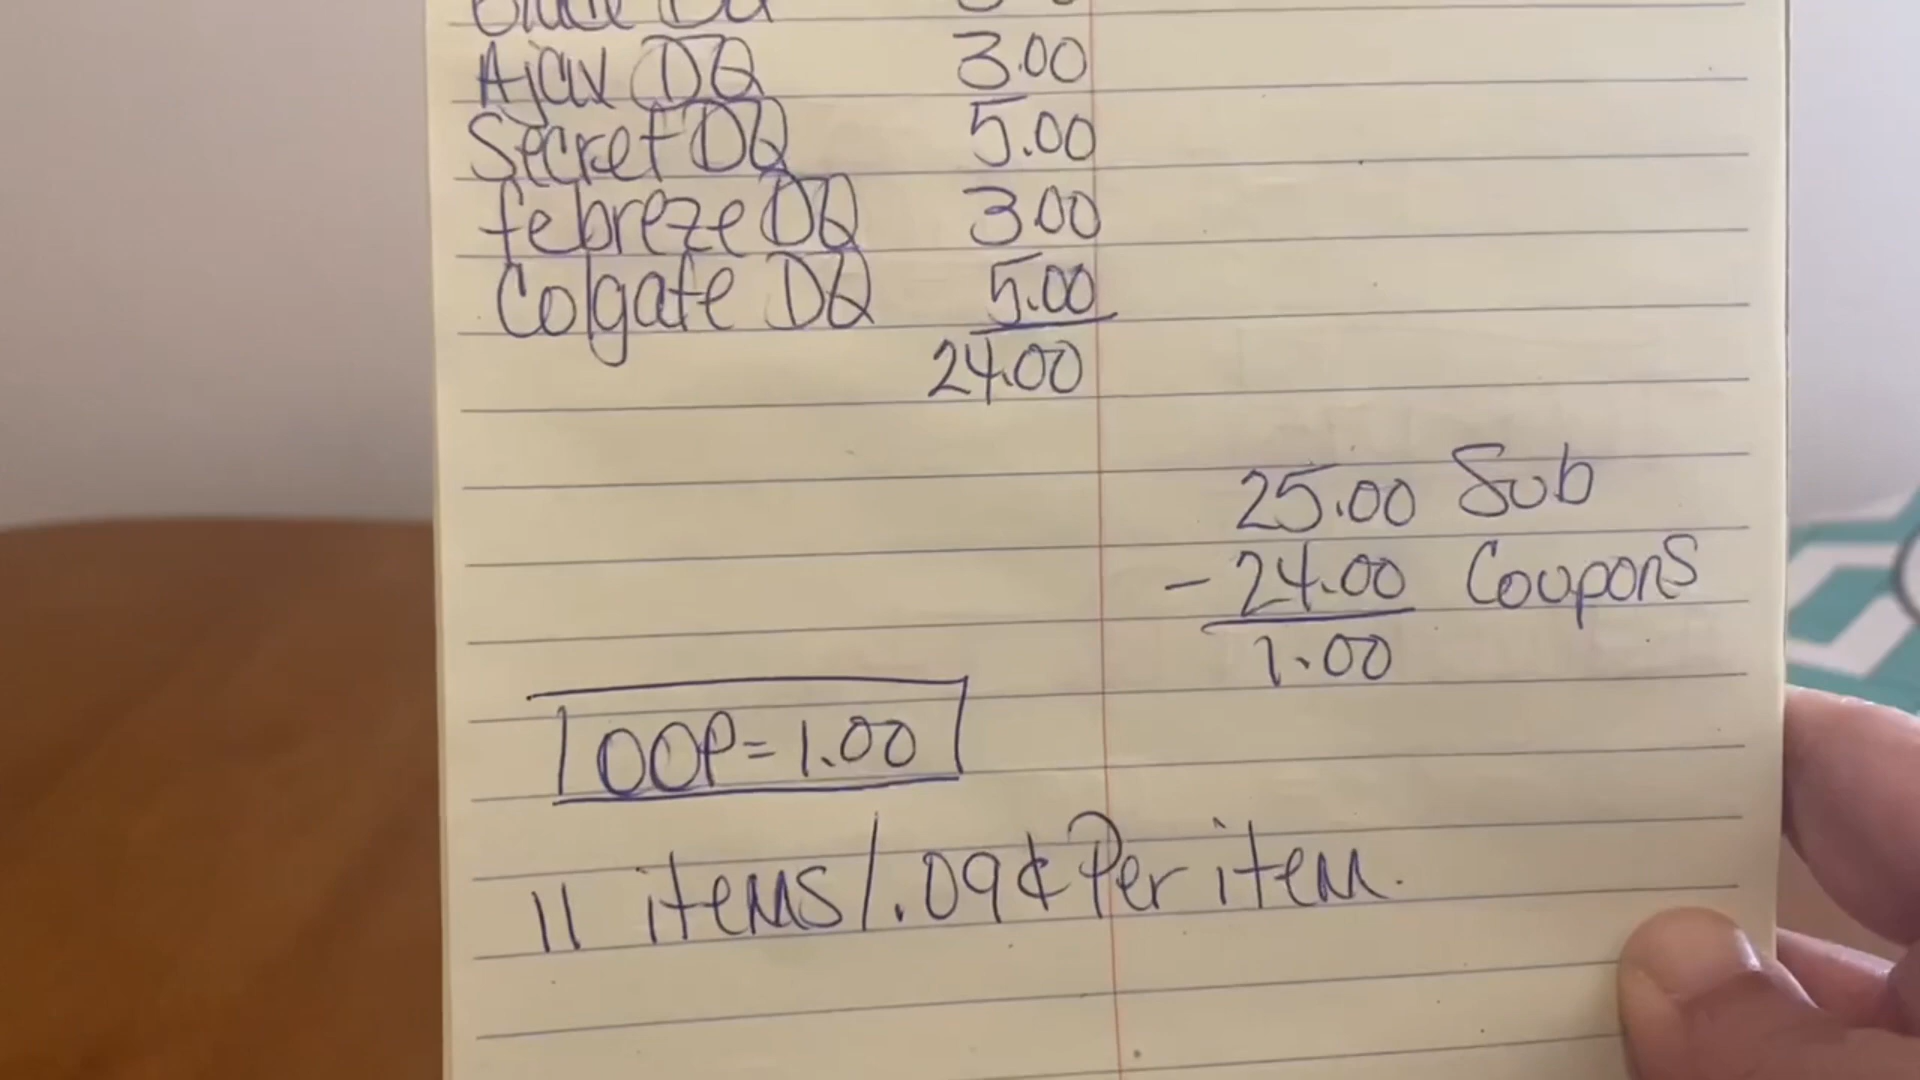 DQ
Ajax DQ 3.00
Secret DQ 5.00
febreze DQ 3.00
Colgate DQ 5.00
24.00
25.00 Sub
- 24.00 Coupons
1.00
OOP = 1.00
11 items / .09¢ Per item.